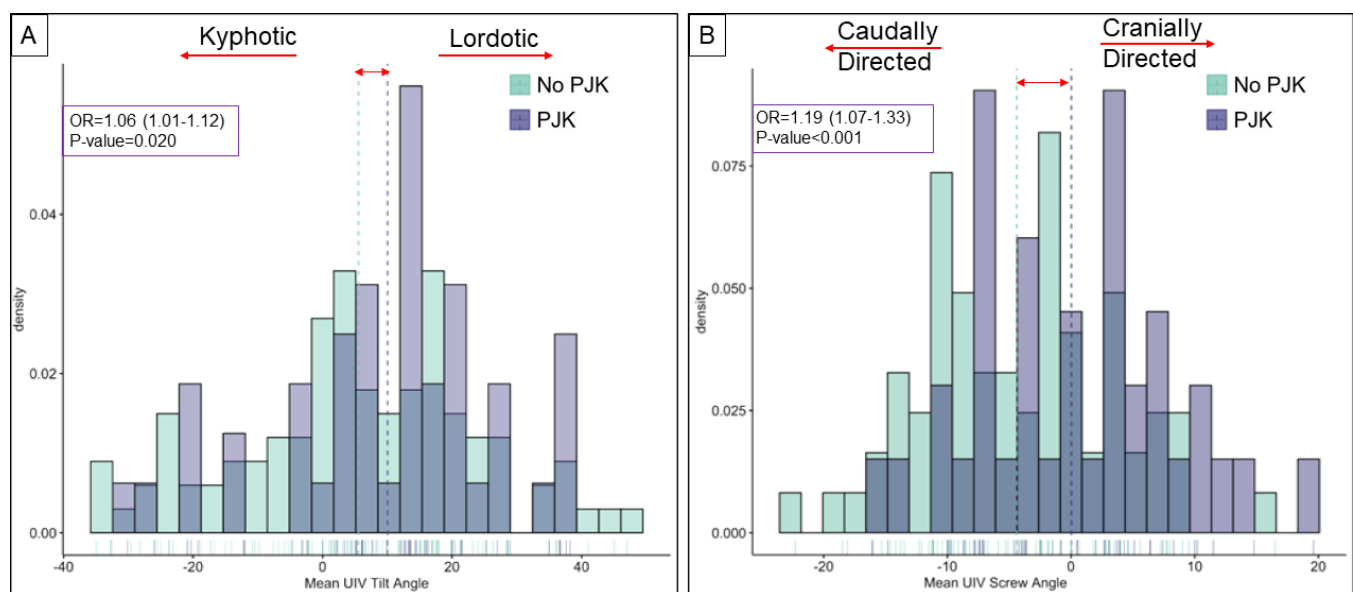 A
Kyphotic
Lordotic
No PJK
PJK
OR=1.06 (1.01-1.12)
P-value=0.020
density
0.04
0.02
0.00
-40
-20
0
20
40
Mean UIV Tilt Angle
B
Caudally
Directed
Cranially
Directed
No PJK
PJK
OR=1.19 (1.07-1.33)
P-value<0.001
density
0.075
0.050
0.025
0.000
-20
-10
0
10
20
Mean UIV Screw Angle